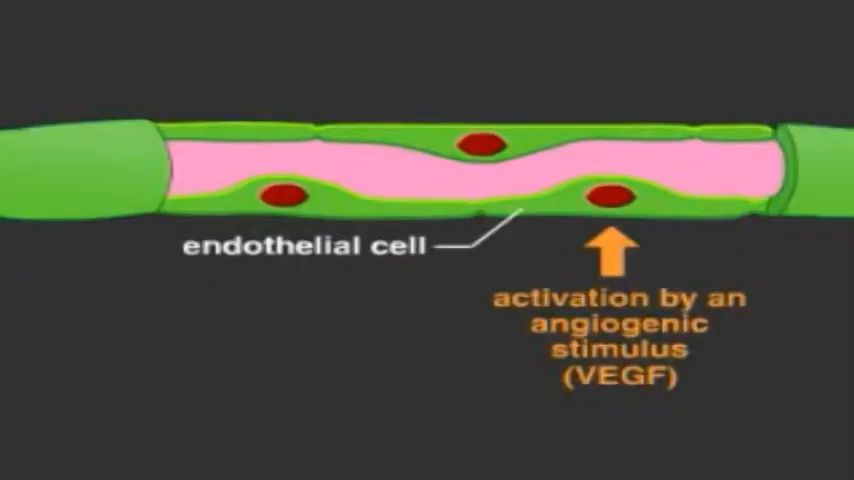 endothelial cell
activation by an
angiogenic
stimulus
(VEGF)